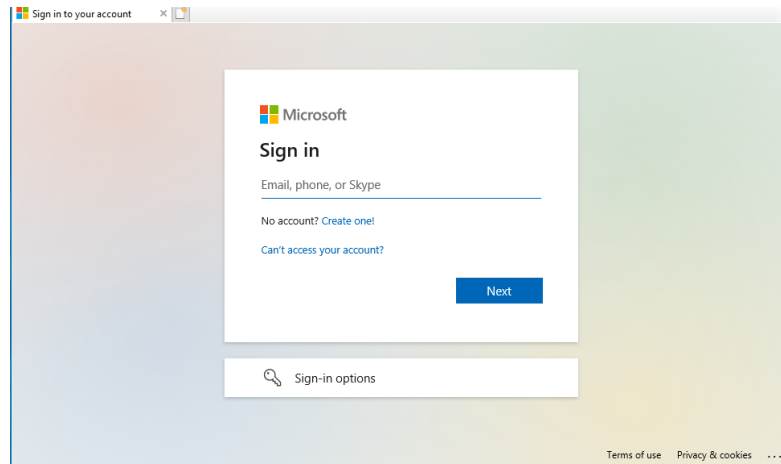 Sign in to your account
Microsoft
Sign in
Email, phone, or Skype
No account? Create one!
Can't access your account?
Next
Sign-in options
Terms of use Privacy & cookies ...